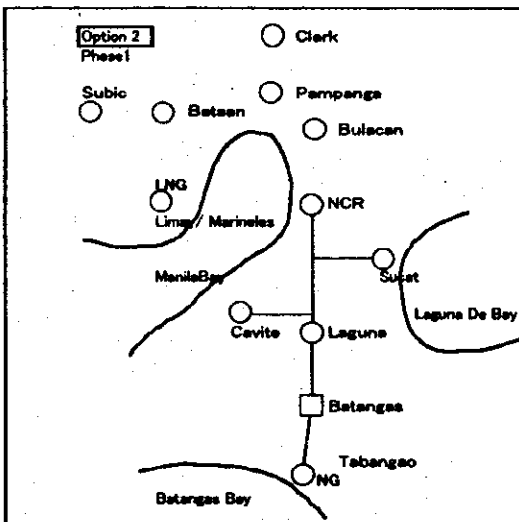 Option 2
Clark
Phase1
Subic
Pampanga
Bataan
Bulacan
LNG
NCR
Limay/ Marineles
ManilaBay
Sucat
Laguna De Bay
Cavite
Laguna
Batangas
Tabangao
NG
Batangas Bay